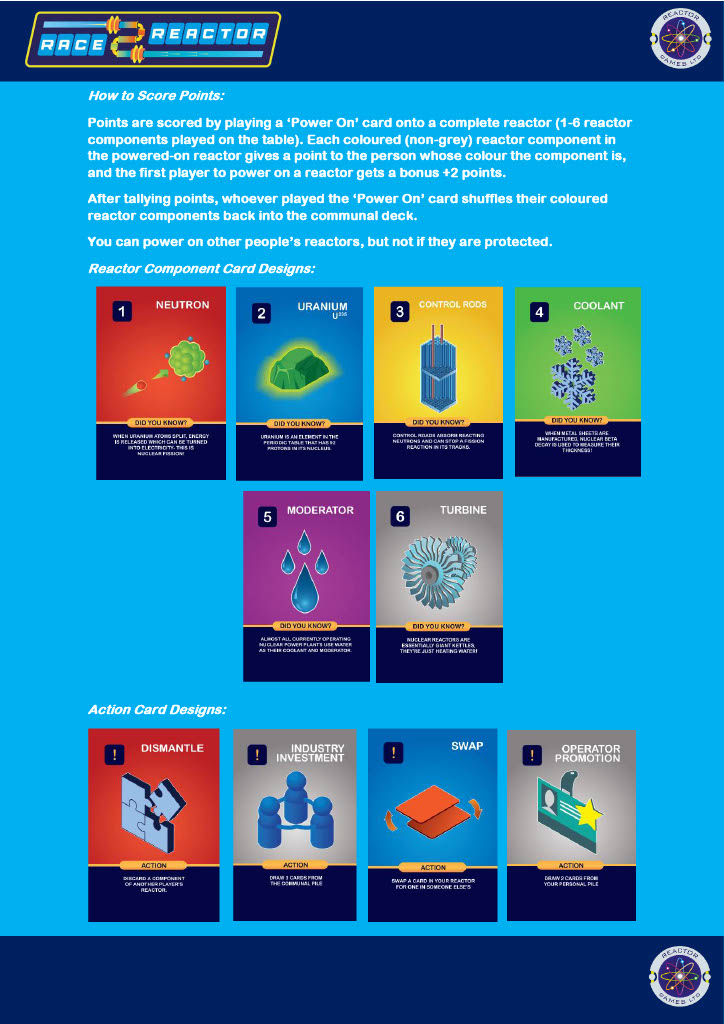 RACE 2 REACTOR
REACTOR
GAMES LTD
How to Score Points:
Points are scored by playing a ‘Power On’ card onto a complete reactor (1-6 reactor
components played on the table). Each coloured (non-grey) reactor component in
the powered-on reactor gives a point to the person whose colour the component is,
and the first player to power on a reactor gets a bonus +2 points.
After tallying points, whoever played the ‘Power On’ card shuffles their coloured
reactor components back into the communal deck.
You can power on other people’s reactors, but not if they are protected.
Reactor Component Card Designs:
1
NEUTRON
DID YOU KNOW?
WHEN URANIUM ATOMS SPLIT, ENERGY
IS RELEASED WHICH CAN BE TURNED
INTO ELECTRICITY- THIS IS
NUCLEAR FISSION!
2
URANIUM
U235
DID YOU KNOW?
URANIUM IS AN ELEMENT IN THE
PERIODIC TABLE THAT HAS 92
PROTONS IN ITS NUCLEUS.
3
CONTROL RODS
DID YOU KNOW?
CONTROL ROADS ABSORB REACTING
NEUTRONS AND CAN STOP A FISSION
REACTION IN ITS TRACKS.
4
COOLANT
DID YOU KNOW?
WHEN METAL SHEETS ARE
MANUFACTURED, NUCLEAR BETA
DECAY IS USED TO MEASURE THEIR
THICKNESS!
5
MODERATOR
DID YOU KNOW?
ALMOST ALL CURRENTLY OPERATING
NUCLEAR POWER PLANTS USE WATER
AS THEIR COOLANT AND MODERATOR.
6
TURBINE
DID YOU KNOW?
NUCLEAR REACTORS ARE
ESSENTIALLY GIANT KETTLES,
THEY'RE JUST HEATING WATER!
Action Card Designs:
!
DISMANTLE
ACTION
DISCARD A COMPONENT
OF ANOTHER PLAYER'S
REACTOR.
!
INDUSTRY
INVESTMENT
ACTION
DRAW 3 CARDS FROM
THE COMMUNAL PILE
!
SWAP
ACTION
SWAP A CARD IN YOUR REACTOR
FOR ONE IN SOMEONE ELSE'S
!
OPERATOR
PROMOTION
ACTION
DRAW 2 CARDS FROM
YOUR PERSONAL PILE
REACTOR
GAMES LTD